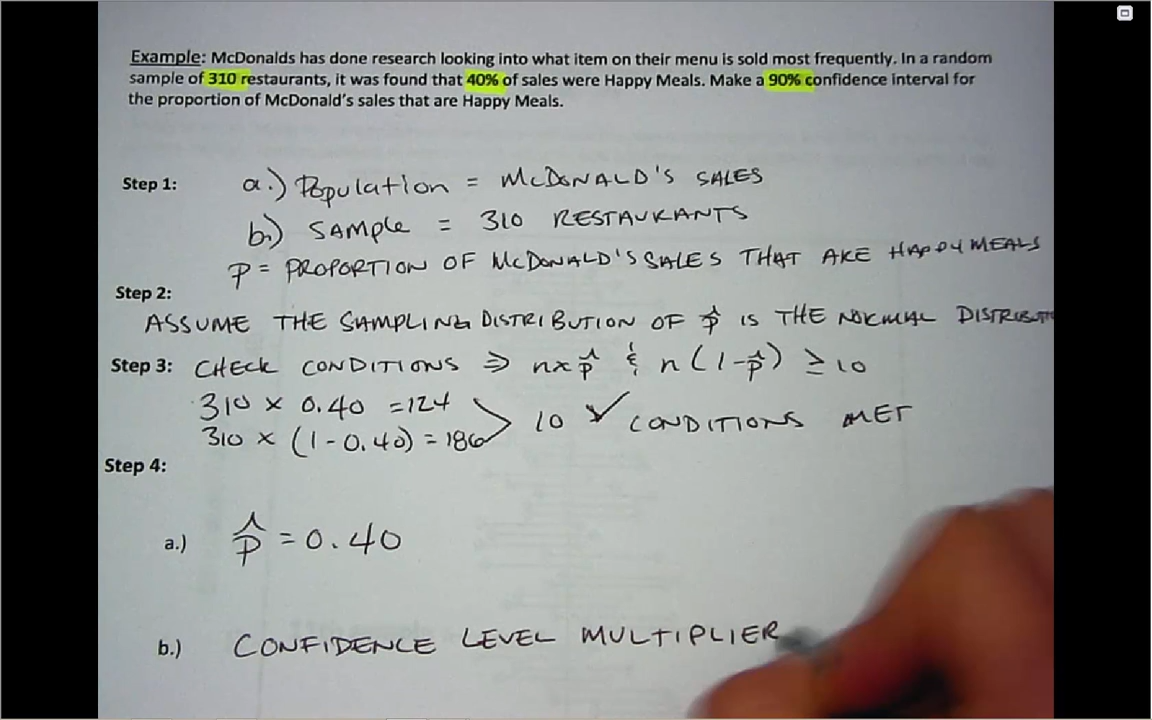 Example: McDonalds has done research looking into what item on their menu is sold most frequently. In a random
sample of 310 restaurants, it was found that 40% of sales were Happy Meals. Make a 90% confidence interval for
the proportion of McDonald's sales that are Happy Meals.
Step 1: a.) Population = McDONALD'S SALES
b.) SAMPLE = 310 RESTAURANTS
p = PROPORTION OF McDONALD'S SALES THAT ARE HAPPY MEALS
Step 2:
ASSUME THE SAMPLING DISTRIBUTION OF p̂ IS THE NORMAL DISTRIBUTION
Step 3: CHECK CONDITIONS ⇒ n x p̂ & n (1-p̂) ≥ 10
310 x 0.40 = 124
310 x (1 - 0.40) = 186 > 10 ✓ CONDITIONS MET
Step 4:
a.) p̂ = 0.40
b.) CONFIDENCE LEVEL MULTIPLIER